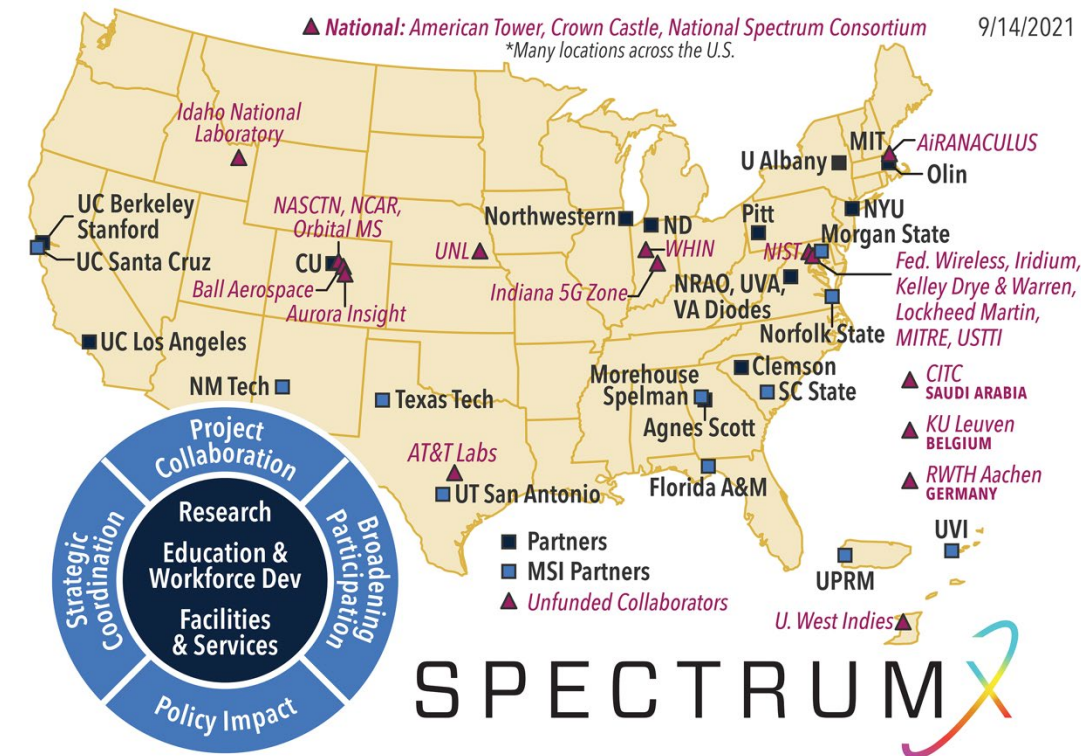 National: American Tower, Crown Castle, National Spectrum Consortium
*Many locations across the U.S.
9/14/2021
Idaho National
Laboratory
MIT
AiRANACULUS
U Albany
Olin
UC Berkeley
Stanford
UC Santa Cruz
NASCTN, NCAR,
Orbital MS
CU
Ball Aerospace
Aurora Insight
UNL
Northwestern
ND
WHIN
Indiana 5G Zone
Pitt
NYU
Morgan State
NIST
Fed. Wireless, Iridium,
Kelley Drye & Warren,
Lockheed Martin,
MITRE, USTTI
NRAO, UVA,
VA Diodes
Norfolk State
UC Los Angeles
NM Tech
Texas Tech
Morehouse
Spelman
Agnes Scott
Clemson
SC State
CITC
SAUDI ARABIA
KU Leuven
BELGIUM
RWTH Aachen
GERMANY
AT&T Labs
UT San Antonio
Florida A&M
UVI
UPRM
U. West Indies
Partners
MSI Partners
Unfunded Collaborators
Project
Collaboration
Strategic
Coordination
Broadening
Participation
Policy Impact
Research
Education &
Workforce Dev
Facilities
& Services
SPECTRUMX